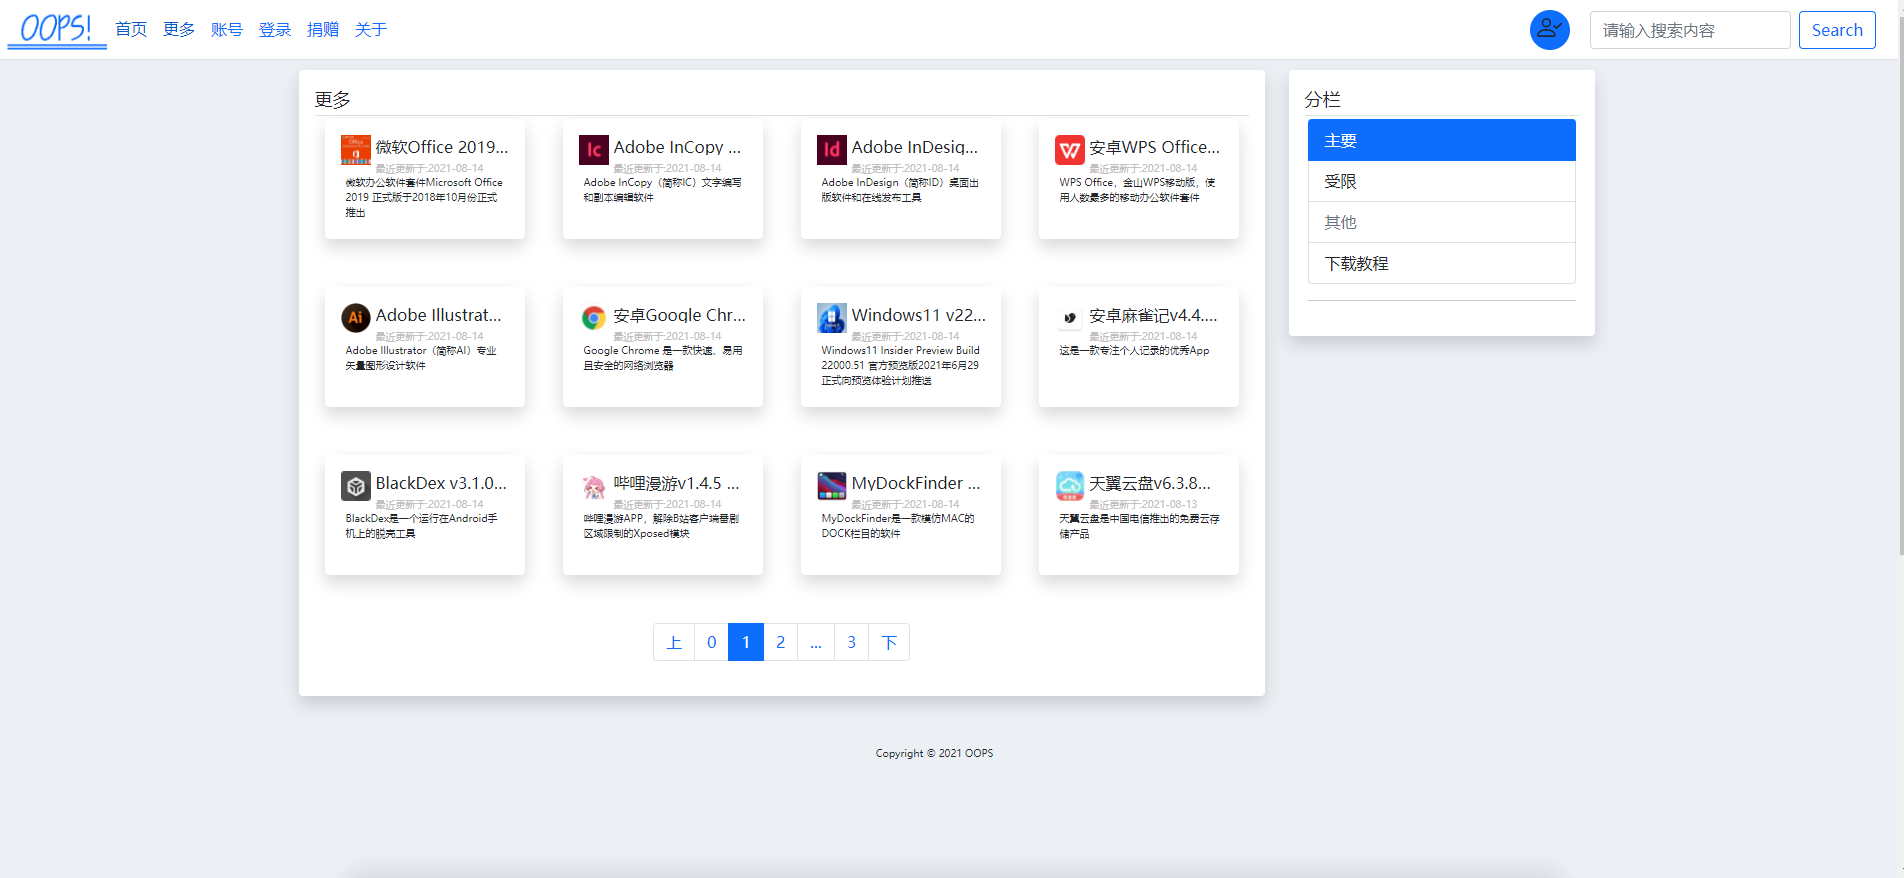 OOPS! 首页 更多 账号 登录 捐赠 关于 请输入搜索内容 Search
更多
微软Office 2019...
最近更新于:2021-08-14
微软办公软件套件Microsoft Office
2019 正式版于2018年10月份正式
推出
Adobe InCopy ...
最近更新于:2021-08-14
Adobe InCopy（简称IC）文字编写
和副本编辑软件
Adobe InDesig...
最近更新于:2021-08-14
Adobe InDesign（简称ID）桌面出
版软件和在线发布工具
安卓WPS Office...
最近更新于:2021-08-14
WPS Office，金山WPS移动版，使
用人数最多的移动办公软件套件
Adobe Illustrat...
最近更新于:2021-08-14
Adobe Illustrator（简称AI）专业
矢量图形设计软件
安卓Google Chr...
最近更新于:2021-08-14
Google Chrome 是一款快速、易用
且安全的网络浏览器
Windows11 v22...
最近更新于:2021-08-14
Windows11 Insider Preview Build
22000.51 官方预览版2021年6月29
正式向预览体验计划推送
安卓麻雀记v4.4....
最近更新于:2021-08-14
这是一款专注个人记录的优秀App
BlackDex v3.1.0...
最近更新于:2021-08-14
BlackDex是一个运行在Android手
机上的脱壳工具
哔哩漫游v1.4.5 ...
最近更新于:2021-08-14
哔哩漫游APP，解除B站客户端番剧
区域限制的Xposed模块
MyDockFinder ...
最近更新于:2021-08-14
MyDockFinder是一款模仿MAC的
DOCK栏目的软件
天翼云盘v6.3.8...
最近更新于:2021-08-13
天翼云盘是中国电信推出的免费云存
储产品
上 0 1 2 ... 3 下
分栏
主要
受限
其他
下载教程
Copyright © 2021 OOPS